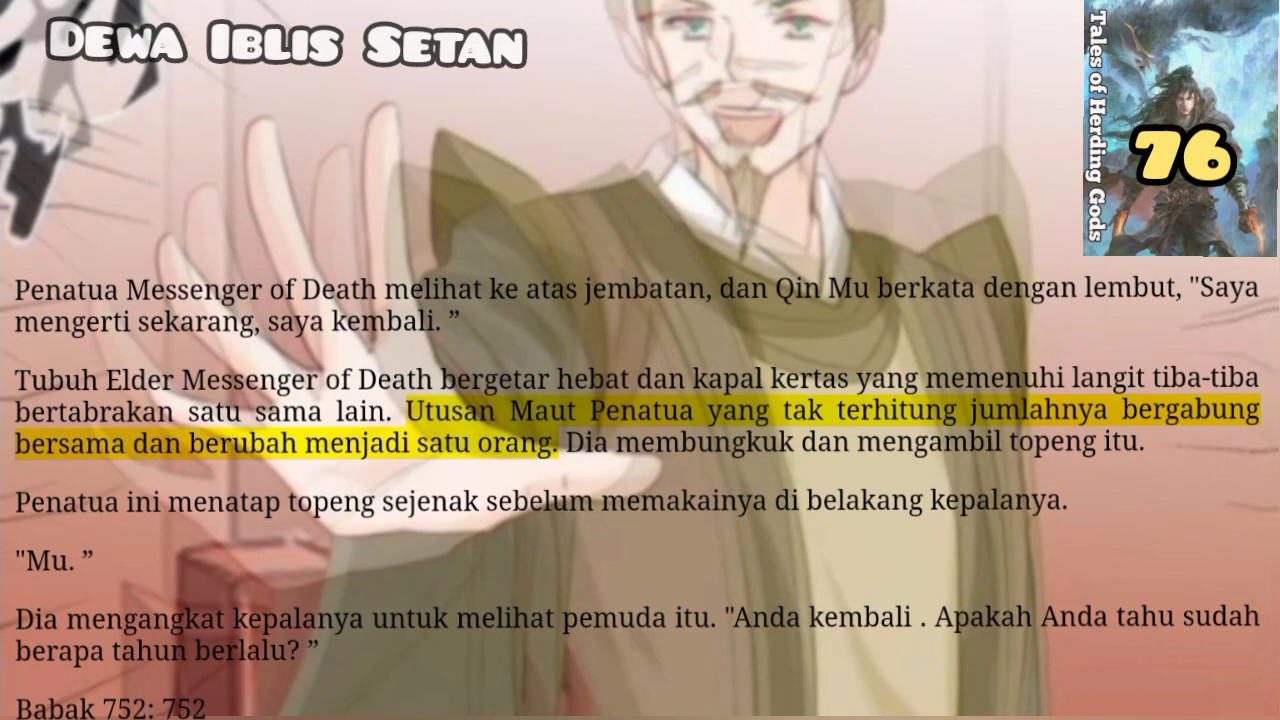 Dewa Iblis Setan
Tales of Herding Gods
76
Penatua Messenger of Death melihat ke atas jembatan, dan Qin Mu berkata dengan lembut, "Saya
mengerti sekarang, saya kembali. ”
Tubuh Elder Messenger of Death bergetar hebat dan kapal kertas yang memenuhi langit tiba-tiba
bertabrakan satu sama lain. Utusan Maut Penatua yang tak terhitung jumlahnya bergabung
bersama dan berubah menjadi satu orang. Dia membungkuk dan mengambil topeng itu.
Penatua ini menatap topeng sejenak sebelum memakainya di belakang kepalanya.
"Mu. ”
Dia mengangkat kepalanya untuk melihat pemuda itu. "Anda kembali . Apakah Anda tahu sudah
berapa tahun berlalu? ”
Babak 752: 752